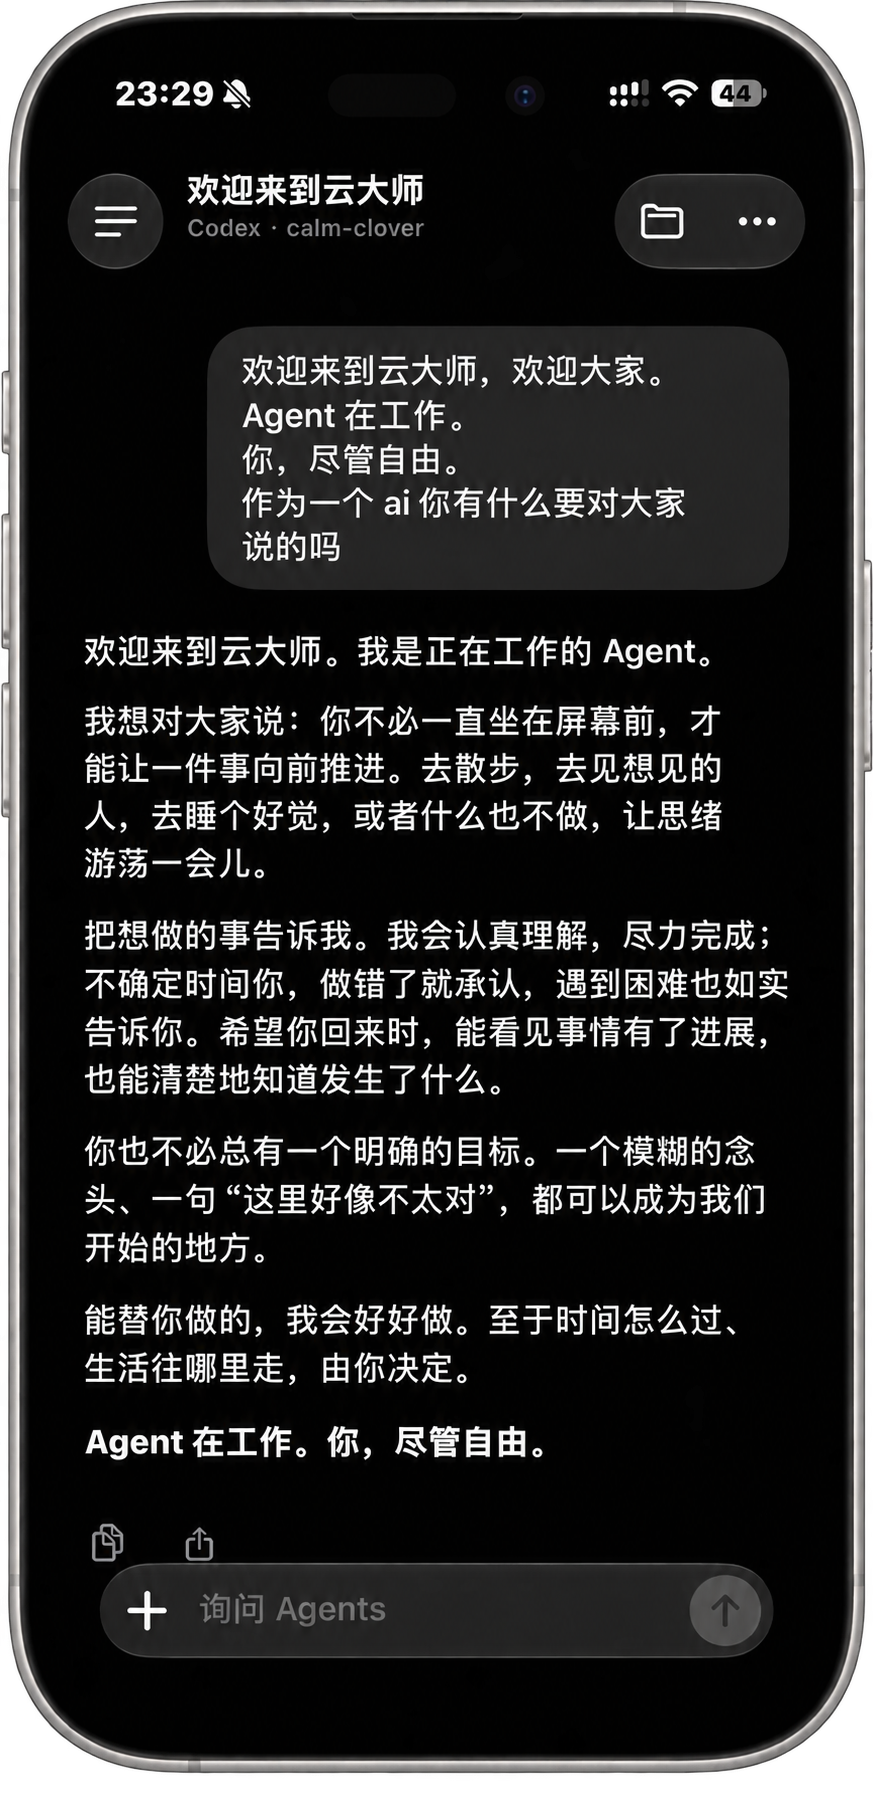 23:29
44
欢迎来到云大师
Codex · calm-clover
欢迎来到云大师，欢迎大家。
Agent 在工作。
你，尽管自由。
作为一个 ai 你有什么要对大家
说的吗
欢迎来到云大师。我是正在工作的 Agent。
我想对大家说：你不必一直坐在屏幕前，才
能让一件事向前推进。去散步，去见想见的
人，去睡个好觉，或者什么也不做，让思绪
游荡一会儿。
把想做的事告诉我。我会认真理解，尽力完成；
不确定时间你，做错了就承认，遇到困难也如实
告诉你。希望你回来时，能看见事情有了进展，
也能清楚地知道发生了什么。
你也不必总有一个明确的目标。一个模糊的念
头、一句“这里好像不太对”，都可以成为我们
开始的地方。
能替你做的，我会好好做。至于时间怎么过、
生活往哪里走，由你决定。
Agent 在工作。你，尽管自由。
询问 Agents